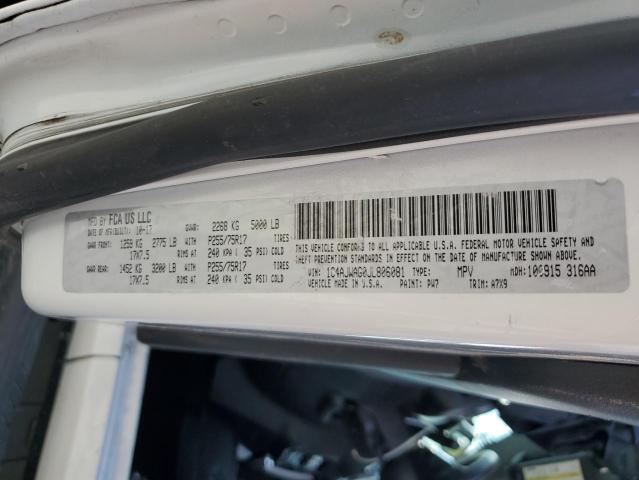 MFD BY FCA US LLC
DATE OF MFR 10-17 GVWR: 2268 KG 5000 LB
GAWR FRONT: 1259 KG 2775 LB WITH P255/75R17 TIRES
17X7.5 RIMS AT 240 KPA ( 35 PSI) COLD
GAWR REAR: 1452 KG 3200 LB WITH P255/75R17 TIRES
17X7.5 RIMS AT 240 KPA ( 35 PSI) COLD
THIS VEHICLE CONFORMS TO ALL APPLICABLE U.S.A. FEDERAL MOTOR VEHICLE SAFETY AND
THEFT PREVENTION STANDARDS IN EFFECT ON THE DATE OF MANUFACTURE SHOWN ABOVE.
VIN: 1C4AJWAG0JL806081 TYPE: MPV MDH: 100915 316AA
VEHICLE MADE IN U.S.A. PAINT: PW7 TRIM: A7X9